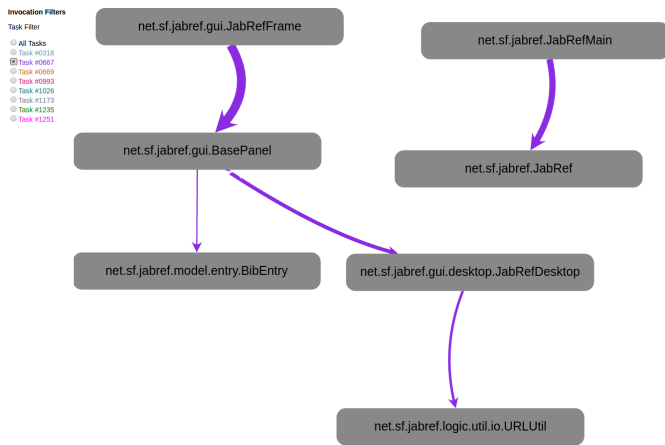 Invocation Filters
Task Filter
All Tasks
Task #0318
Task #0667
Task #0669
Task #0993
Task #1026
Task #1173
Task #1235
Task #1251
net.sf.jabref.gui.JabRefFrame
net.sf.jabref.JabRefMain
net.sf.jabref.gui.BasePanel
net.sf.jabref.JabRef
net.sf.jabref.model.entry.BibEntry
net.sf.jabref.gui.desktop.JabRefDesktop
net.sf.jabref.logic.util.io.URLUtil